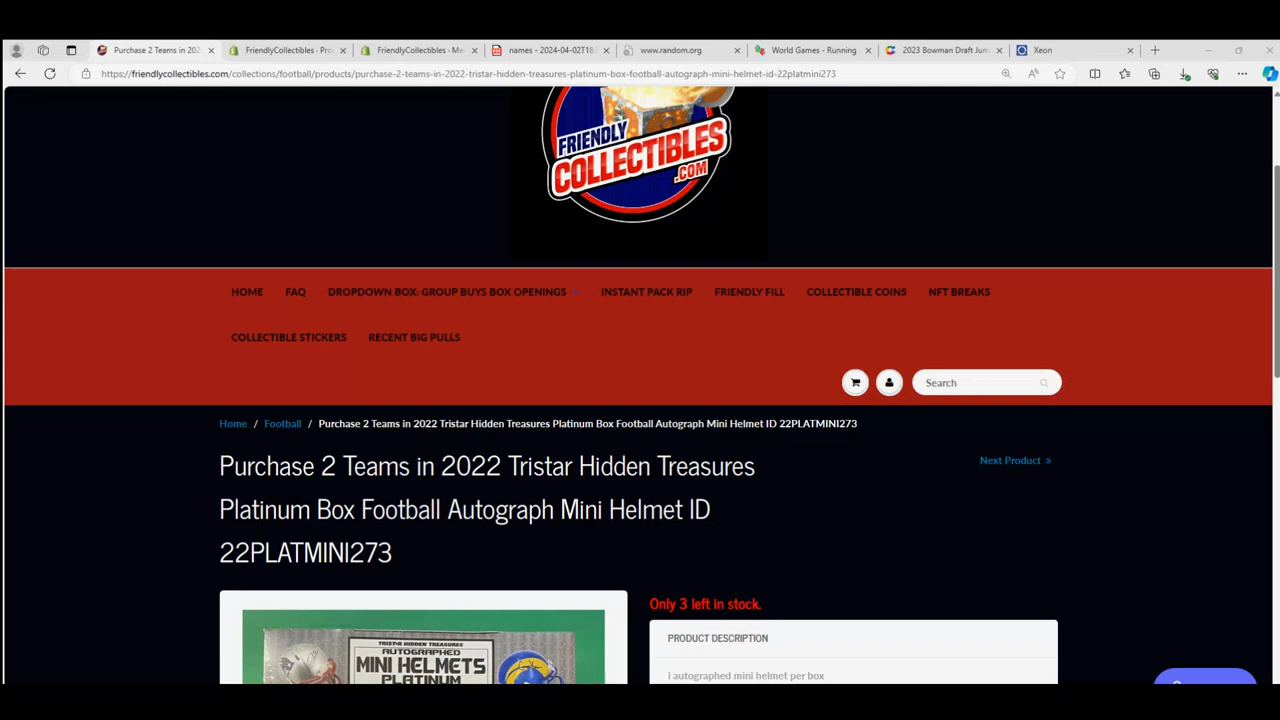 Purchase 2 Teams in 202
FriendlyCollectibles - Pro
FriendlyCollectibles - Me
names - 2024-04-02T18
www.random.org
World Games - Running
2023 Bowman Draft Jum
Xeon
https://friendlycollectibles.com/collections/football/products/purchase-2-teams-in-2022-tristar-hidden-treasures-platinum-box-football-autograph-mini-helmet-id-22platmini273
FRIENDLY
COLLECTIBLES
.COM
HOME FAQ DROPDOWN BOX: GROUP BUYS BOX OPENINGS INSTANT PACK RIP FRIENDLY FILL COLLECTIBLE COINS NFT BREAKS
COLLECTIBLE STICKERS RECENT BIG PULLS
Search
Home / Football / Purchase 2 Teams in 2022 Tristar Hidden Treasures Platinum Box Football Autograph Mini Helmet ID 22PLATMINI273
Next Product »
Purchase 2 Teams in 2022 Tristar Hidden Treasures
Platinum Box Football Autograph Mini Helmet ID
22PLATMINI273
Only 3 left in stock.
PRODUCT DESCRIPTION
TRISTAR HIDDEN TREASURES
AUTOGRAPHED
MINI HELMETS
PLATINUM
1 autographed mini helmet per box